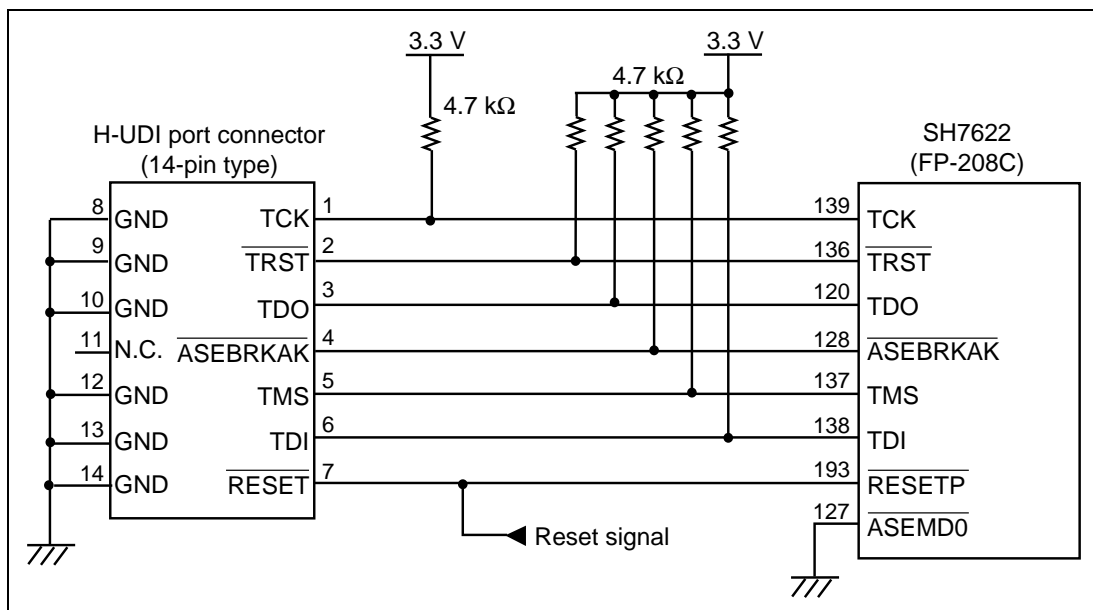 3.3 V
3.3 V
4.7 kΩ
4.7 kΩ
H-UDI port connector
(14-pin type)
SH7622
(FP-208C)
8 GND TCK 1
139 TCK
9 GND TRST 2
136 TRST
10 GND TDO 3
120 TDO
11 N.C. ASEBRKAK 4
128 ASEBRKAK
12 GND TMS 5
137 TMS
13 GND TDI 6
138 TDI
14 GND RESET 7
193 RESETP
127 ASEMD0
Reset signal